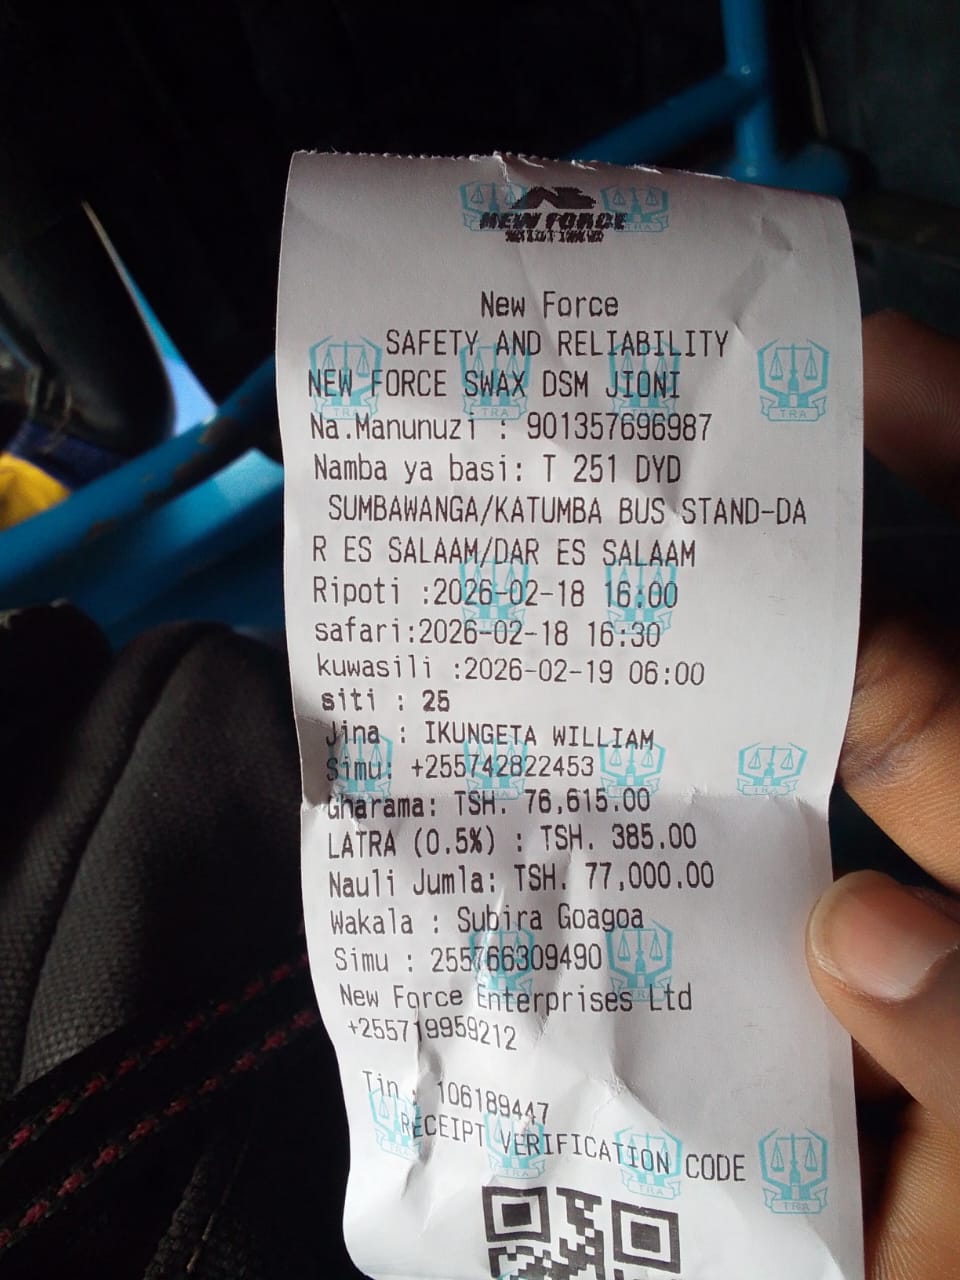 NEW FORCE
New Force
SAFETY AND RELIABILITY
NEW FORCE SWAX DSM JIONI
Na.Manunuzi : 901357696987
Namba ya basi: T 251 DYD
SUMBAWANGA/KATUMBA BUS STAND-DA
R ES SALAAM/DAR ES SALAAM
Ripoti :2026-02-18 16:00
safari:2026-02-18 16:30
kuwasili :2026-02-19 06:00
siti : 25
Jina : IKUNGETA WILLIAM
Simu: +255742822453
Gharama: TSH. 76,615.00
LATRA (0.5%) : TSH. 385.00
Nauli Jumla: TSH. 77,000.00
Wakala : Subira Goagoa
Simu : 255766309490
New Force Enterprises Ltd
+255719959212
Tin : 106189447
RECEIPT VERIFICATION CODE
TRA